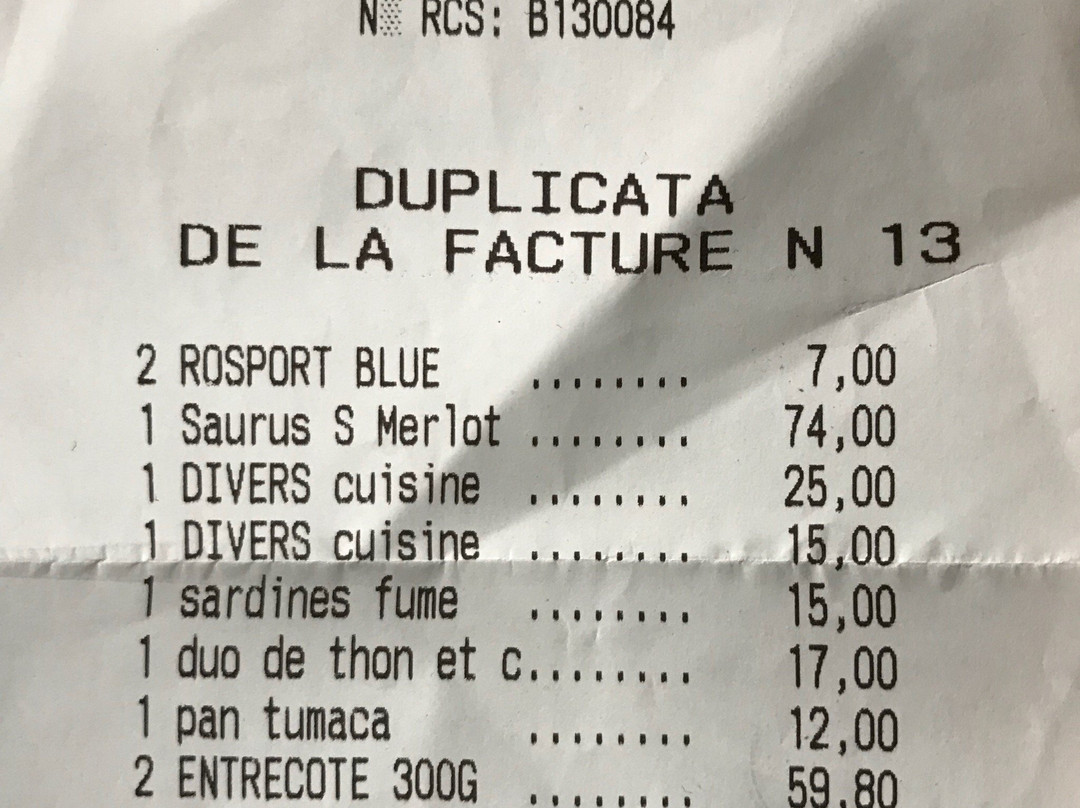 N▒ RCS: B130084
DUPLICATA
DE LA FACTURE N 13
2 ROSPORT BLUE ........ 7,00
1 Saurus S Merlot ........ 74,00
1 DIVERS cuisine ........ 25,00
1 DIVERS cuisine ........ 15,00
1 sardines fume ........ 15,00
1 duo de thon et c........ 17,00
1 pan tumaca ........ 12,00
2 ENTRECOTE 300G ........ 59,80